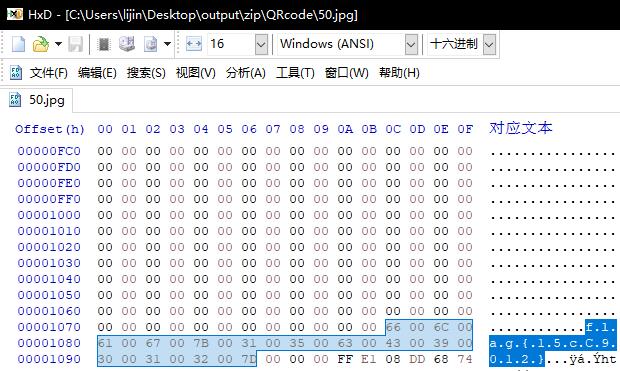 HxD - [C:\Users\lijin\Desktop\output\zip\QRcode\50.jpg]
16 Windows (ANSI) 十六进制
文件(F) 编辑(E) 搜索(S) 视图(V) 分析(A) 工具(T) 窗口(W) 帮助(H)
50.jpg
Offset(h) 00 01 02 03 04 05 06 07 08 09 0A 0B 0C 0D 0E 0F 对应文本
00000FC0 00 00 00 00 00 00 00 00 00 00 00 00 00 00 00 00 ................
00000FD0 00 00 00 00 00 00 00 00 00 00 00 00 00 00 00 00 ................
00000FE0 00 00 00 00 00 00 00 00 00 00 00 00 00 00 00 00 ................
00000FF0 00 00 00 00 00 00 00 00 00 00 00 00 00 00 00 00 ................
00001000 00 00 00 00 00 00 00 00 00 00 00 00 00 00 00 00 ................
00001010 00 00 00 00 00 00 00 00 00 00 00 00 00 00 00 00 ................
00001020 00 00 00 00 00 00 00 00 00 00 00 00 00 00 00 00 ................
00001030 00 00 00 00 00 00 00 00 00 00 00 00 00 00 00 00 ................
00001040 00 00 00 00 00 00 00 00 00 00 00 00 00 00 00 00 ................
00001050 00 00 00 00 00 00 00 00 00 00 00 00 00 00 00 00 ................
00001060 00 00 00 00 00 00 00 00 00 00 00 00 00 00 00 00 ................
00001070 00 00 00 00 00 00 00 00 00 00 00 00 66 00 6C 00 ............f.l.
00001080 61 00 67 00 7B 00 31 00 35 00 63 00 43 00 39 00 a.g.{.1.5.c.C.9.
00001090 30 00 31 00 32 00 7D 00 00 00 FF E1 08 DD 68 74 0.1.2.}...ÿá.Ýht